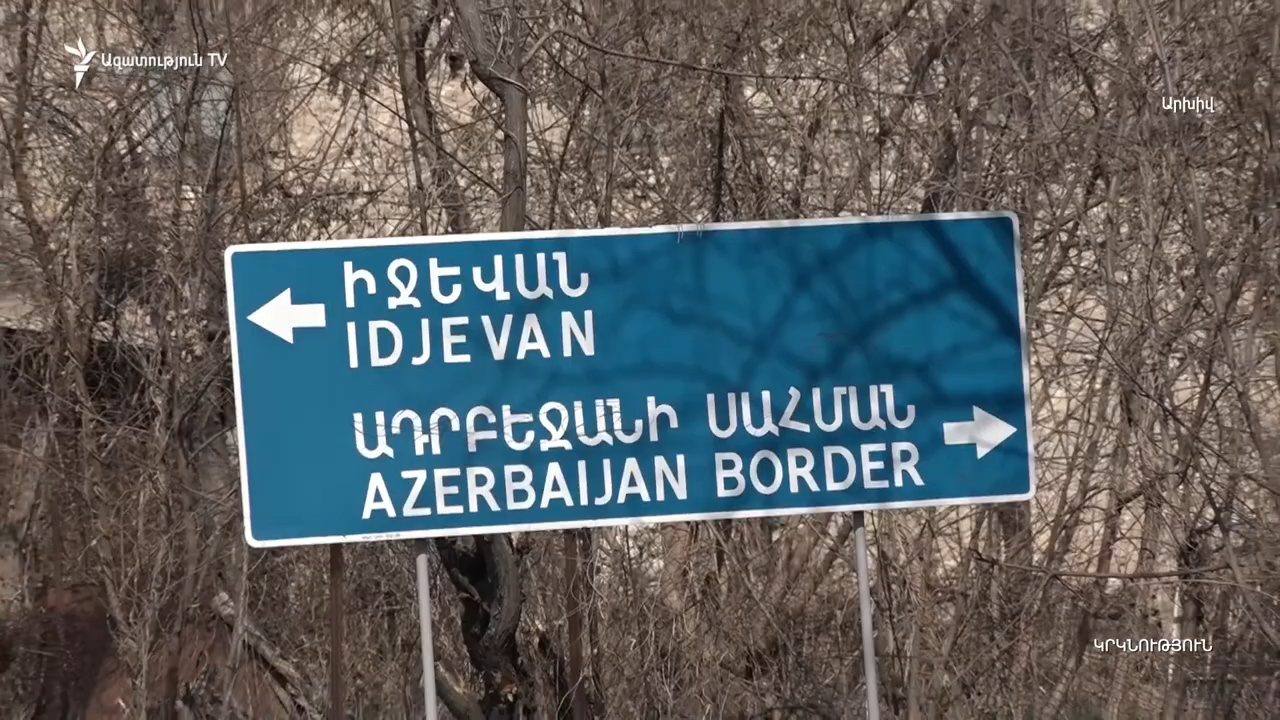 Ազատություն TV
Արխիվ
ԻՋԵՎԱՆ
IDJEVAN
ԱԴՐԲԵՋԱՆԻ ՍԱՀՄԱՆ
AZERBAIJAN BORDER
ԿՐԿՆՈՒԹՅՈՒՆ